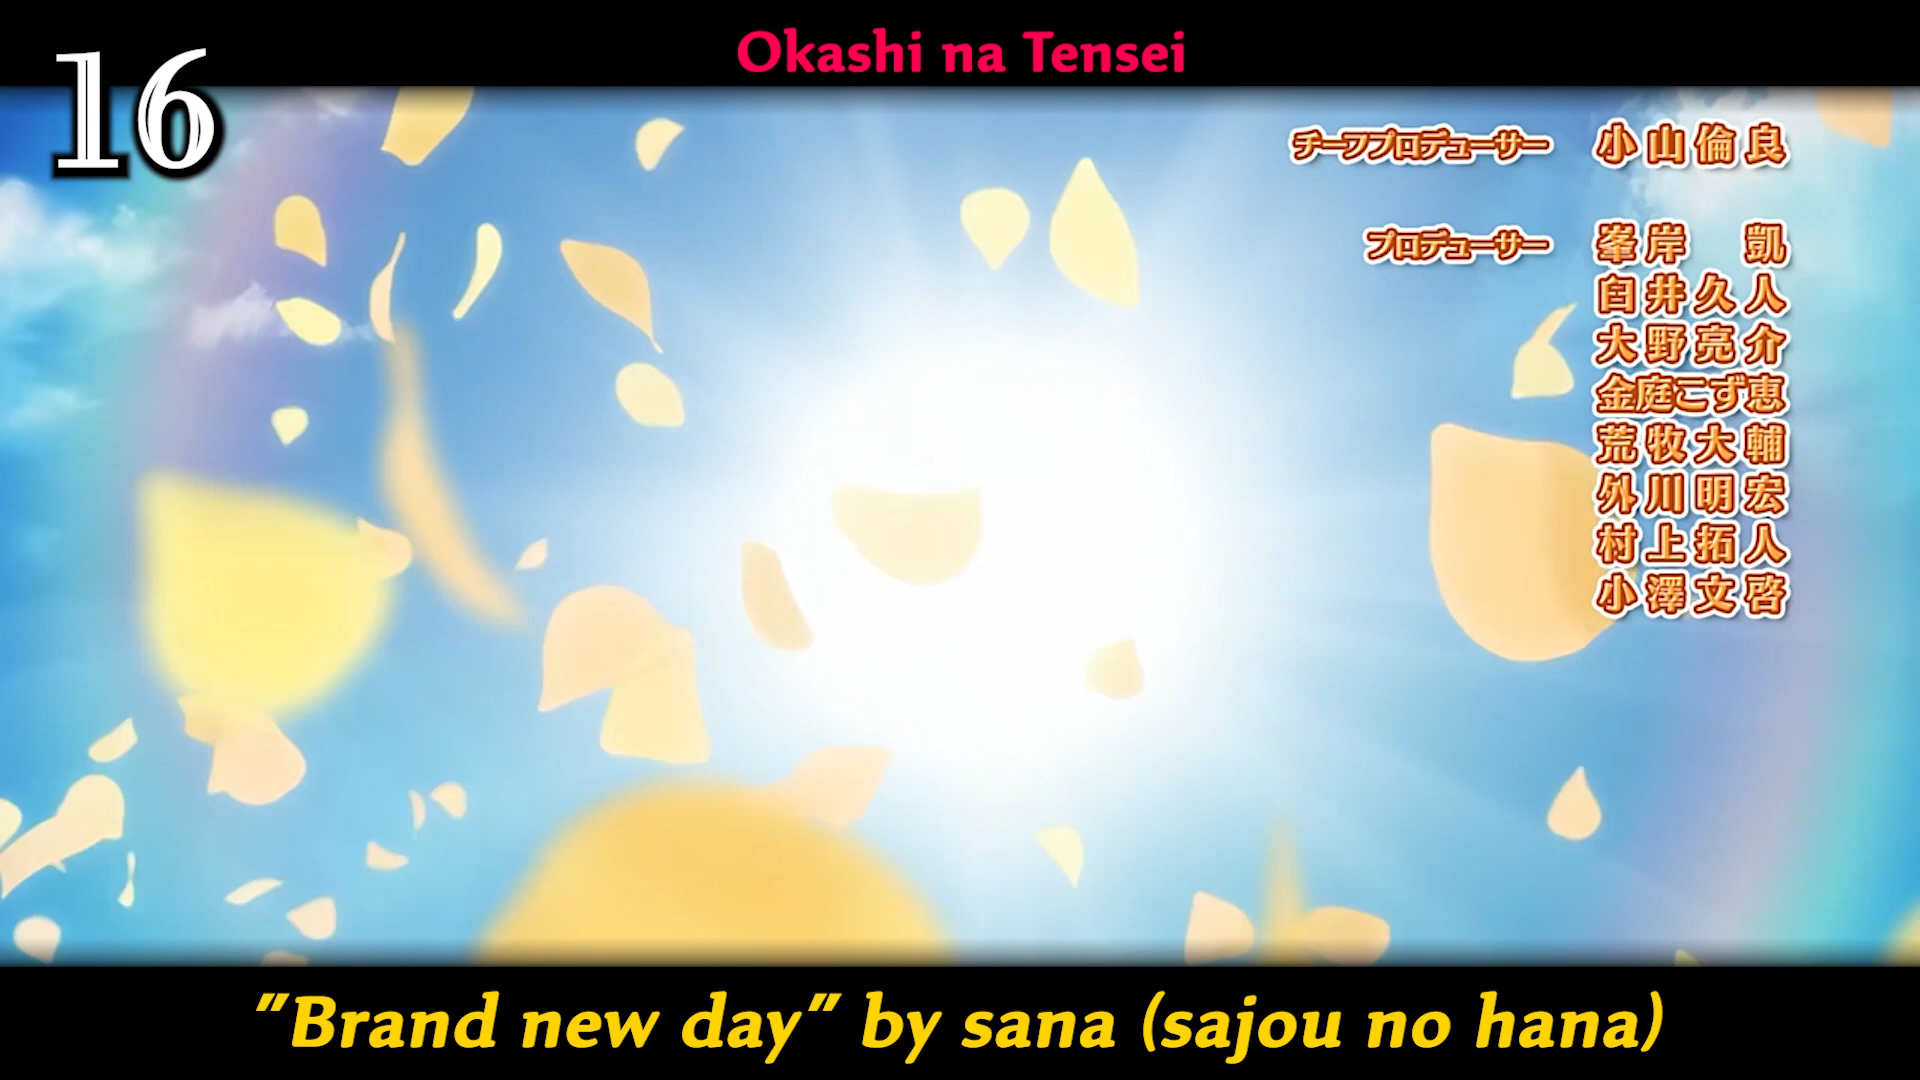 Okashi na Tensei
16
チーフプロデューサー 小山倫良
プロデューサー 峯岸 凱
臼井久人
大野亮介
金庭こず恵
荒牧大輔
外川明宏
村上拓人
小澤文啓
"Brand new day" by sana (sajou no hana)